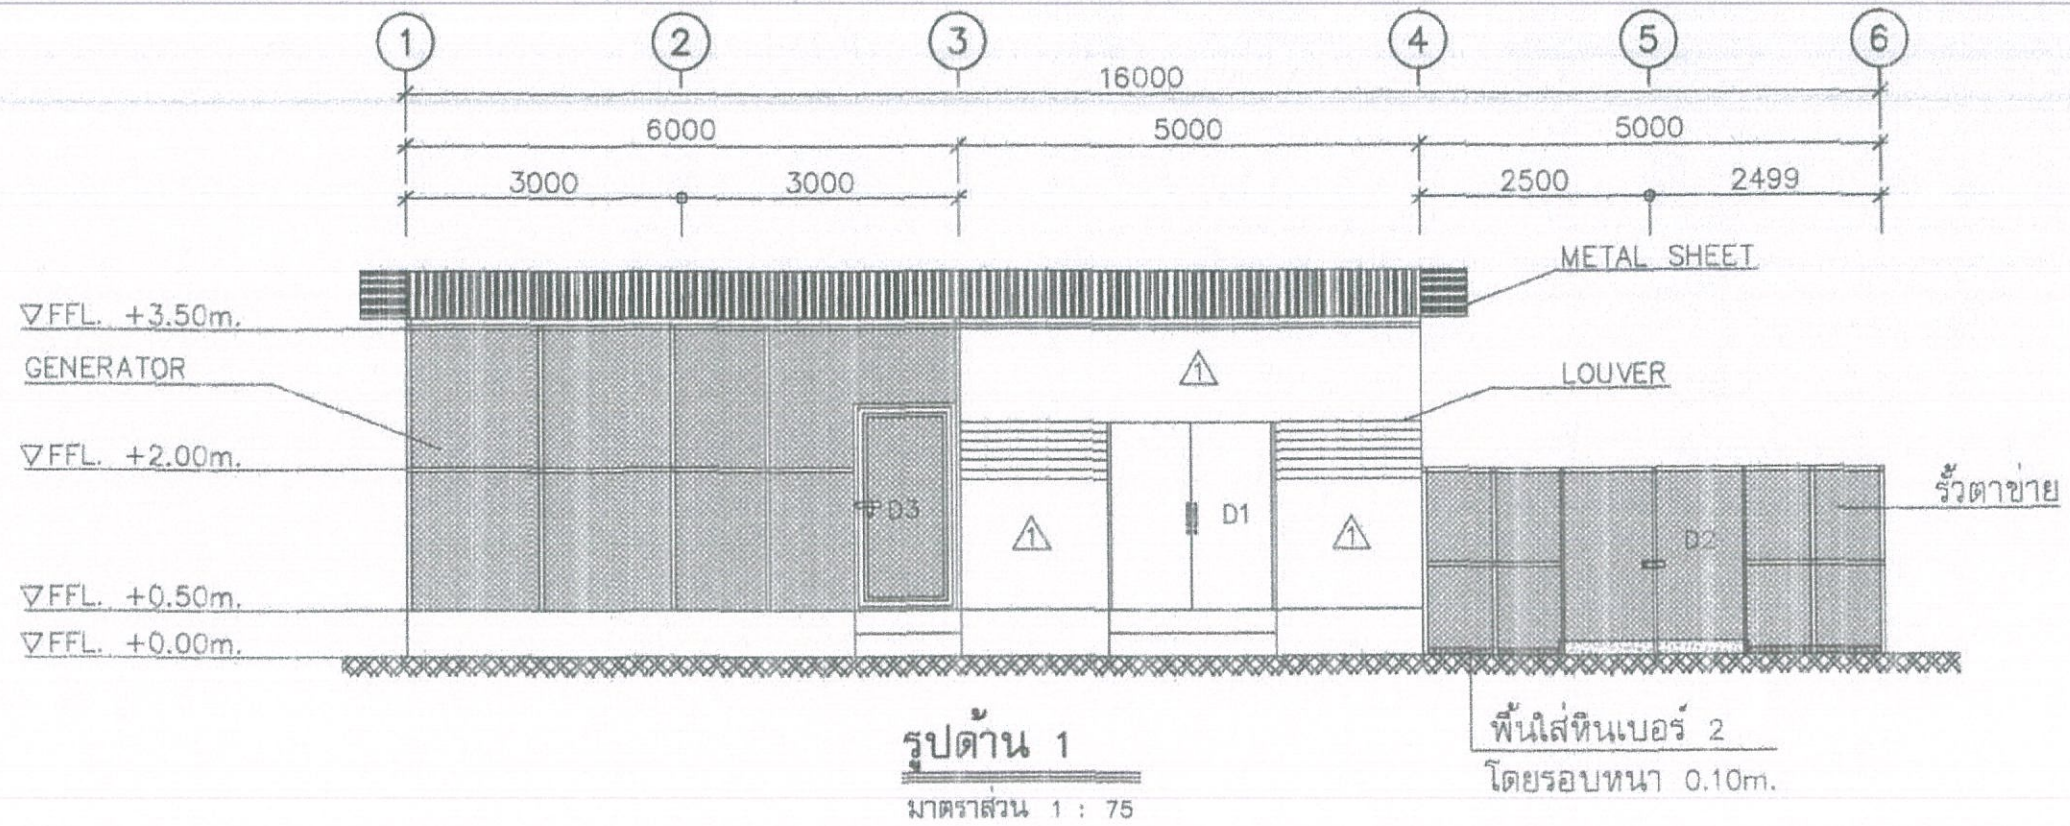 1 2 3 4 5 6
16000
6000 5000 5000
3000 3000 2500 2499
METAL SHEET
▽FFL. +3.50m.
GENERATOR
1
LOUVER
▽FFL. +2.00m.
รั้วตาข่าย
D3 D1 D2
1 1
▽FFL. +0.50m.
▽FFL. +0.00m.
รูปด้าน 1
มาตราส่วน 1 : 75
พื้นใส่หินเบอร์ 2
โดยรอบหนา 0.10m.